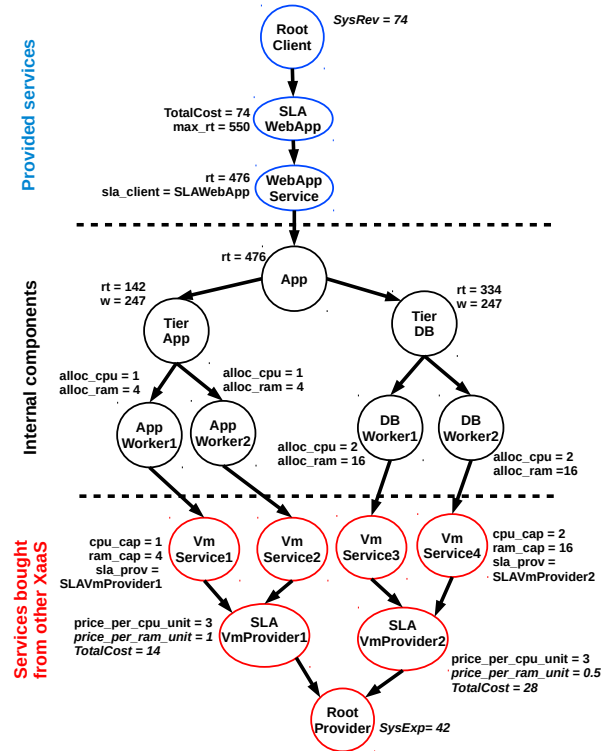 SysRev = 74
Root
Client
TotalCost = 74
max_rt = 550
SLA
WebApp
rt = 476
sla_client = SLAWebApp
WebApp
Service
Provided services
rt = 476
App
rt = 142
w = 247
rt = 334
w = 247
Tier
App
Tier
DB
Internal components
alloc_cpu = 1
alloc_ram = 4
alloc_cpu = 1
alloc_ram = 4
App
Worker1
App
Worker2
DB
Worker1
DB
Worker2
alloc_cpu = 2
alloc_ram = 16
alloc_cpu = 2
alloc_ram =16
Services bought
from other XaaS
cpu_cap = 1
ram_cap = 4
sla_prov =
SLAVmProvider1
Vm
Service1
Vm
Service2
Vm
Service3
Vm
Service4
cpu_cap = 2
ram_cap = 16
sla_prov =
SLAVmProvider2
price_per_cpu_unit = 3
price_per_ram_unit = 1
TotalCost = 14
SLA
VmProvider1
SLA
VmProvider2
price_per_cpu_unit = 3
price_per_ram_unit = 0.5
TotalCost = 28
Root
Provider
SysExp= 42